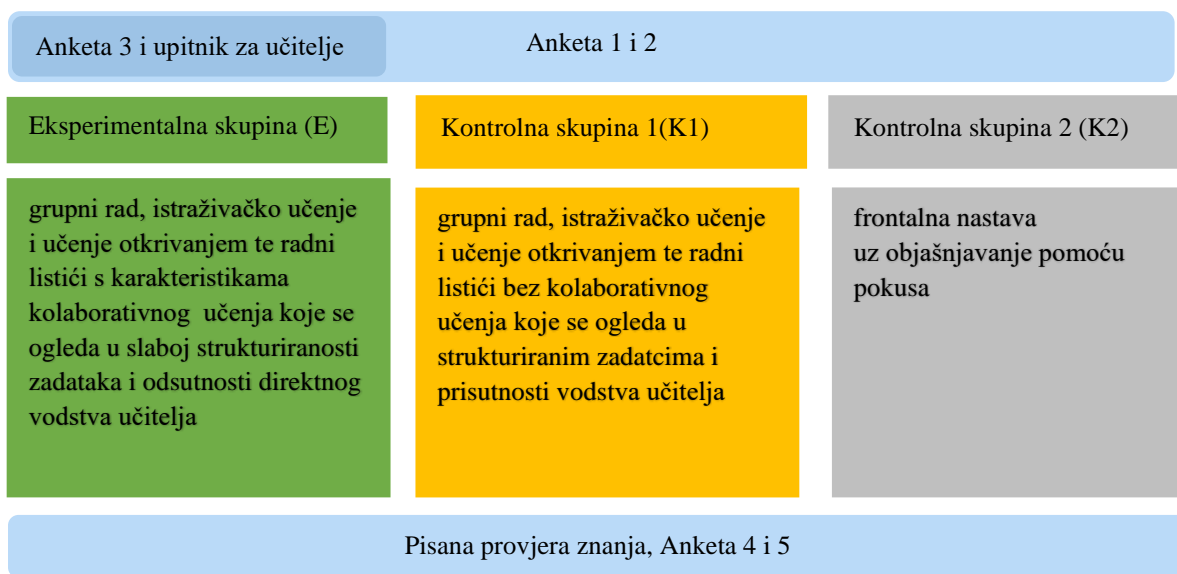 Anketa 3 i upitnik za učitelje
Anketa 1 i 2
Eksperimentalna skupina (E)
grupni rad, istraživačko učenje
i učenje otkrivanjem te radni
listići s karakteristikama
kolaborativnog učenja koje se
ogleda u slaboj strukturiranosti
zadataka i odsutnosti direktnog
vodstva učitelja
Kontrolna skupina 1(K1)
grupni rad, istraživačko učenje
i učenje otkrivanjem te radni
listići bez kolaborativnog
učenja koje se ogleda u
strukturiranim zadatcima i
prisutnosti vodstva učitelja
Kontrolna skupina 2 (K2)
frontalna nastava
uz objašnjavanje pomoću
pokusa
Pisana provjera znanja, Anketa 4 i 5